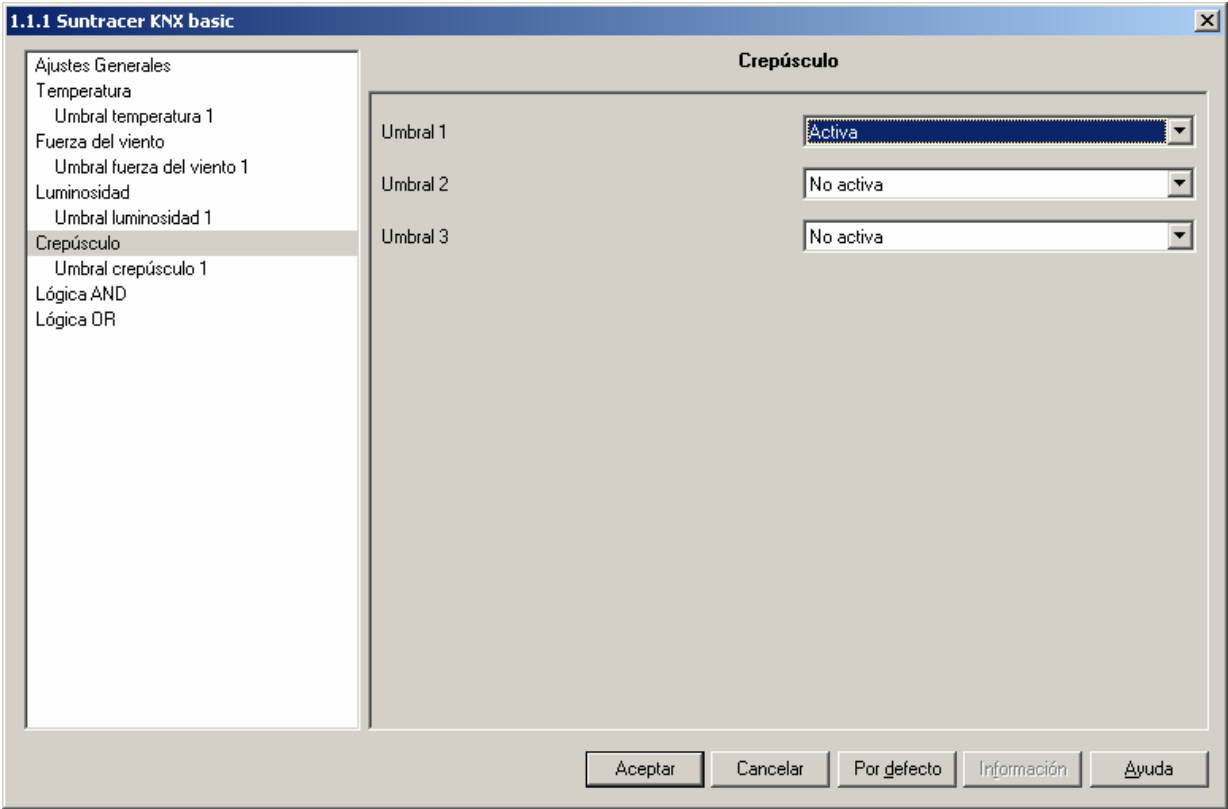 1.1.1 Suntracer KNX basic
Ajustes Generales
Temperatura
Umbral temperatura 1
Fuerza del viento
Umbral fuerza del viento 1
Luminosidad
Umbral luminosidad 1
Crepúsculo
Umbral crepúsculo 1
Lógica AND
Lógica OR
Crepúsculo
Umbral 1 Activa
Umbral 2 No activa
Umbral 3 No activa
Aceptar Cancelar Por defecto Información Ayuda